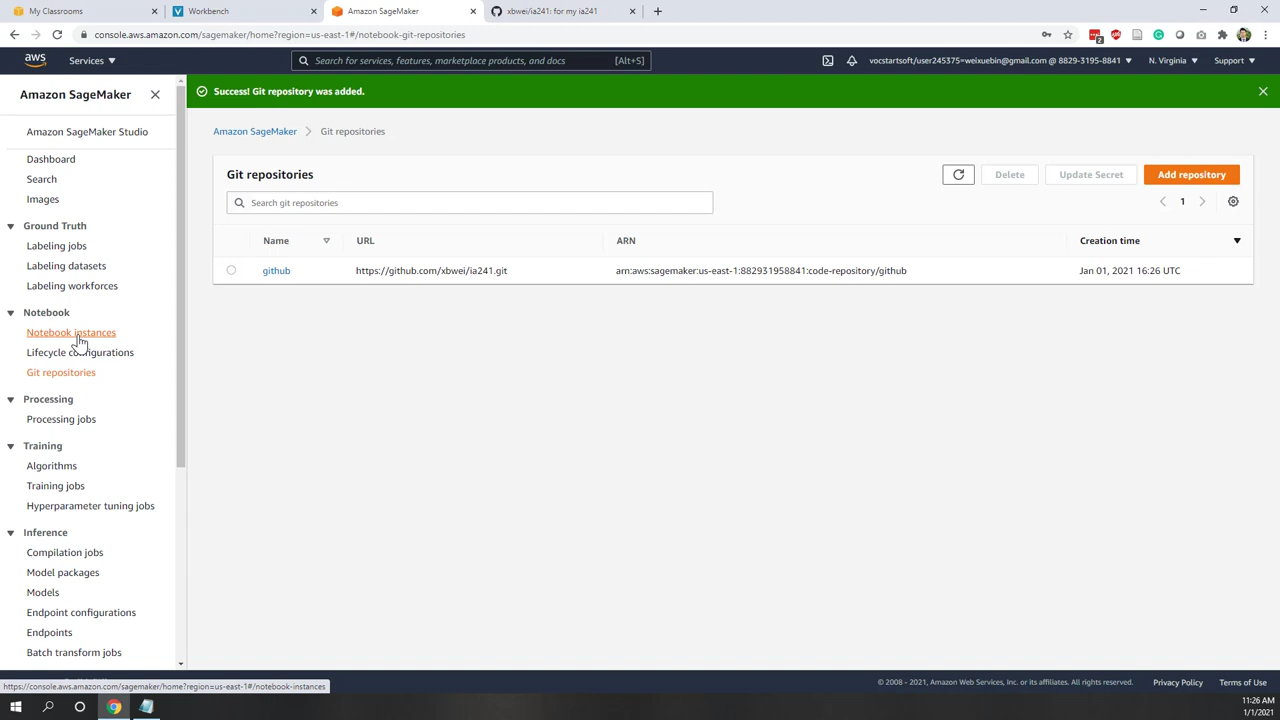 My Classrooms
Workbench
Amazon SageMaker
xbwei/ia241: for my ia241
console.aws.amazon.com/sagemaker/home?region=us-east-1#/notebook-git-repositories
2
aws
Services
Search for services, features, marketplace products, and docs
[Alt+S]
vocstartsoft/user245375=weixuebin@gmail.com @ 8829-3195-8841
N. Virginia
Support
Amazon SageMaker
Amazon SageMaker Studio
Dashboard
Search
Images
Ground Truth
Labeling jobs
Labeling datasets
Labeling workforces
Notebook
Notebook instances
Lifecycle configurations
Git repositories
Processing
Processing jobs
Training
Algorithms
Training jobs
Hyperparameter tuning jobs
Inference
Compilation jobs
Model packages
Models
Endpoint configurations
Endpoints
Batch transform jobs
Success! Git repository was added.
Amazon SageMaker
Git repositories
Git repositories
Delete
Update Secret
Add repository
Search git repositories
1
Name
URL
ARN
Creation time
github
https://github.com/xbwei/ia241.git
arn:aws:sagemaker:us-east-1:882931958841:code-repository/github
Jan 01, 2021 16:26 UTC
https://console.aws.amazon.com/sagemaker/home?region=us-east-1#/notebook-instances
© 2008 - 2021, Amazon Web Services, Inc. or its affiliates. All rights reserved.
Privacy Policy
Terms of Use
11:26 AM
1/1/2021